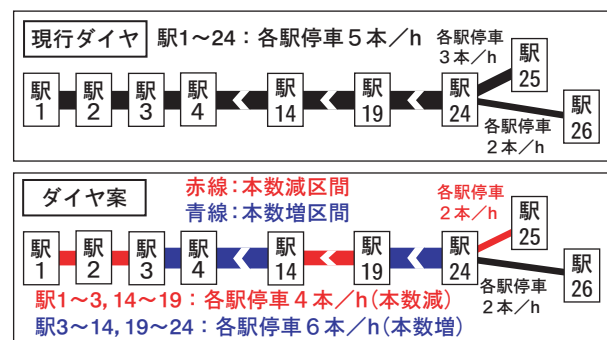 現行ダイヤ 駅1～24：各駅停車5本／h
各駅停車
3本／h
駅
25
駅
1
駅
2
駅
3
駅
4
駅
14
駅
19
駅
24
各駅停車
2本／h
駅
26
ダイヤ案
赤線：本数減区間
青線：本数増区間
各駅停車
2本／h
駅
25
駅
1
駅
2
駅
3
駅
4
駅
14
駅
19
駅
24
各駅停車
2本／h
駅
26
駅1～3, 14～19：各駅停車4本／h(本数減)
駅3～14, 19～24：各駅停車6本／h(本数増)